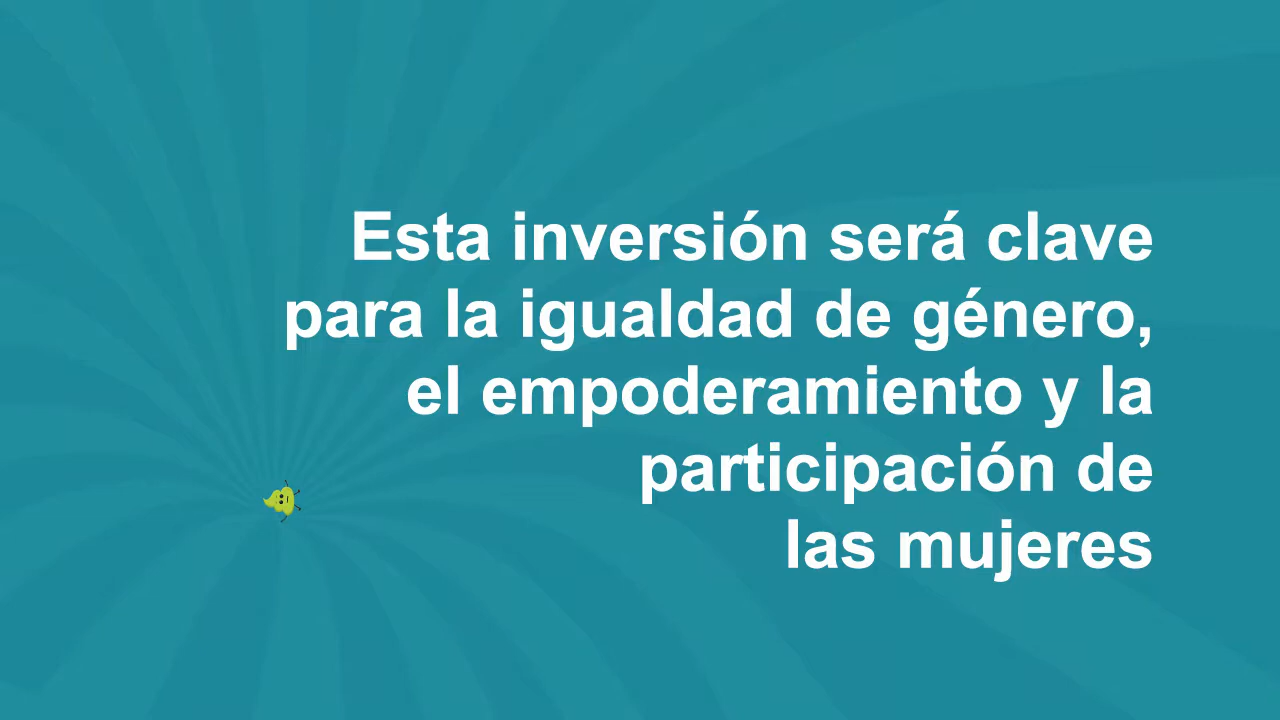 Esta inversión será clave
para la igualdad de género,
el empoderamiento y la
participación de
las mujeres